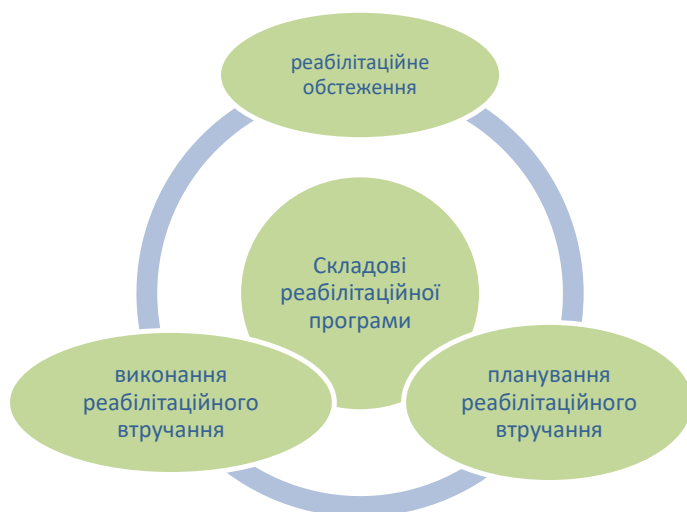 реабілітаційне
обстеження
Складові
реабілітаційної
програми
виконання
реабілітаційного
втручання
планування
реабілітаційного
втручання